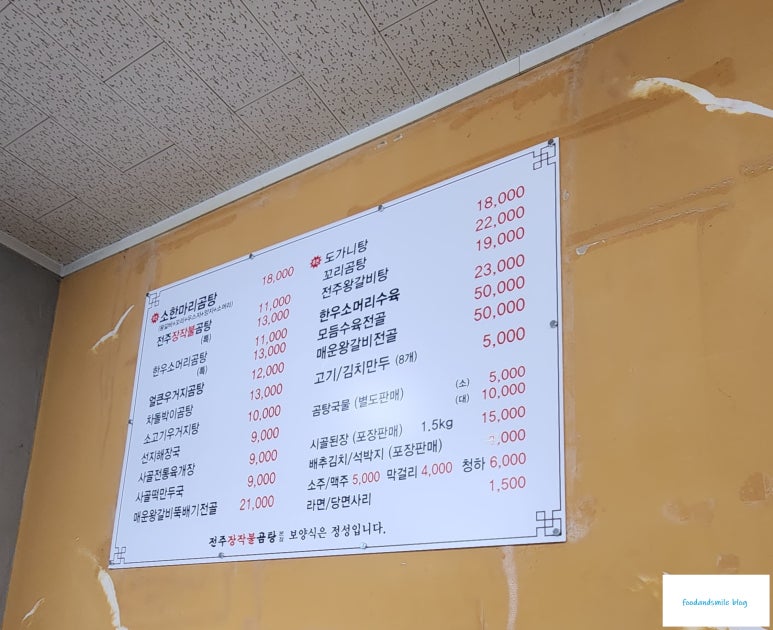 소한마리곰탕 18,000
전주장작불곰탕 11,000
(특) 13,000
한우소머리곰탕 11,000
(특) 13,000
얼큰우거지곰탕 12,000
차돌박이곰탕 13,000
소고기우거지탕 10,000
선지해장국 9,000
사골전통육개장 9,000
사골떡만두국 9,000
매운왕갈비뚝배기전골 21,000
도가니탕 18,000
꼬리곰탕 22,000
전주왕갈비탕 19,000
한우소머리수육 23,000
모듬수육전골 50,000
매운왕갈비전골 50,000
고기/김치만두 (8개) 5,000
곰탕국물 (별도판매) (소) 5,000
(대) 10,000
시골된장 (포장판매) 1.5kg 15,000
배추김치/석박지 (포장판매)
소주/맥주 5,000 막걸리 4,000 청하 6,000
라면/당면사리 1,500
전주장작불곰탕 보양식은 정성입니다.
foodandsmile blog